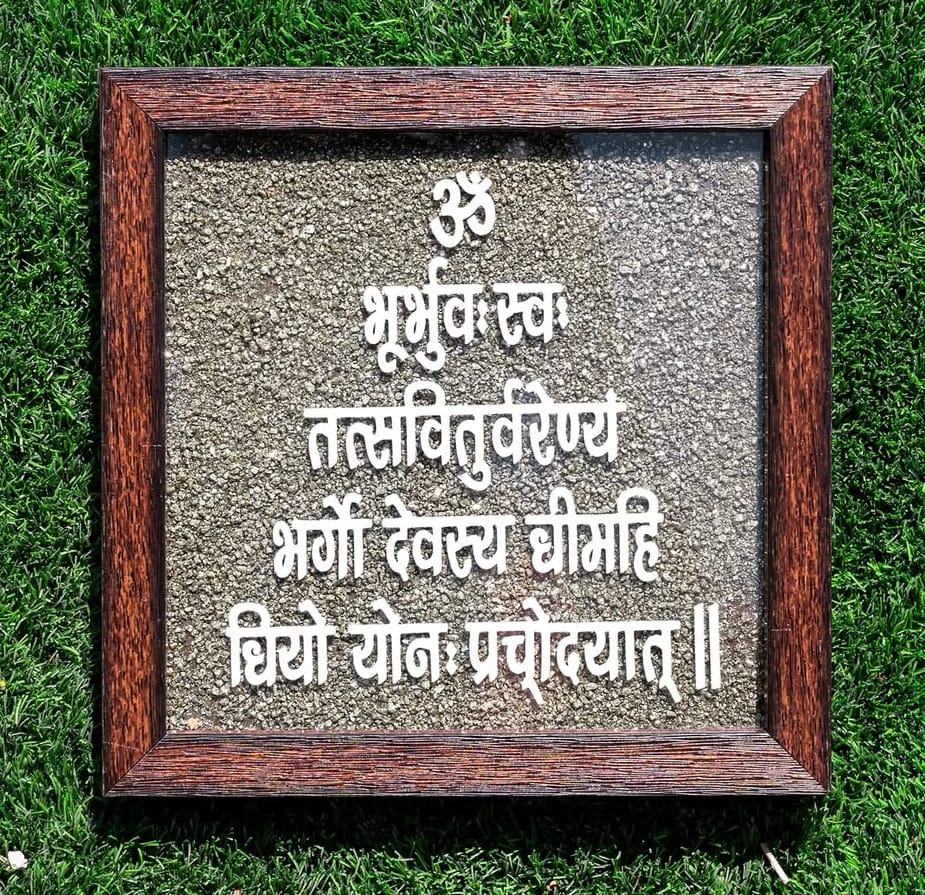 ॐ
भूर्भुवः स्वः
तत्सवितुर्वरेण्यं
भर्गो देवस्य धीमहि
धियो योनः प्रचो्दयात् ॥